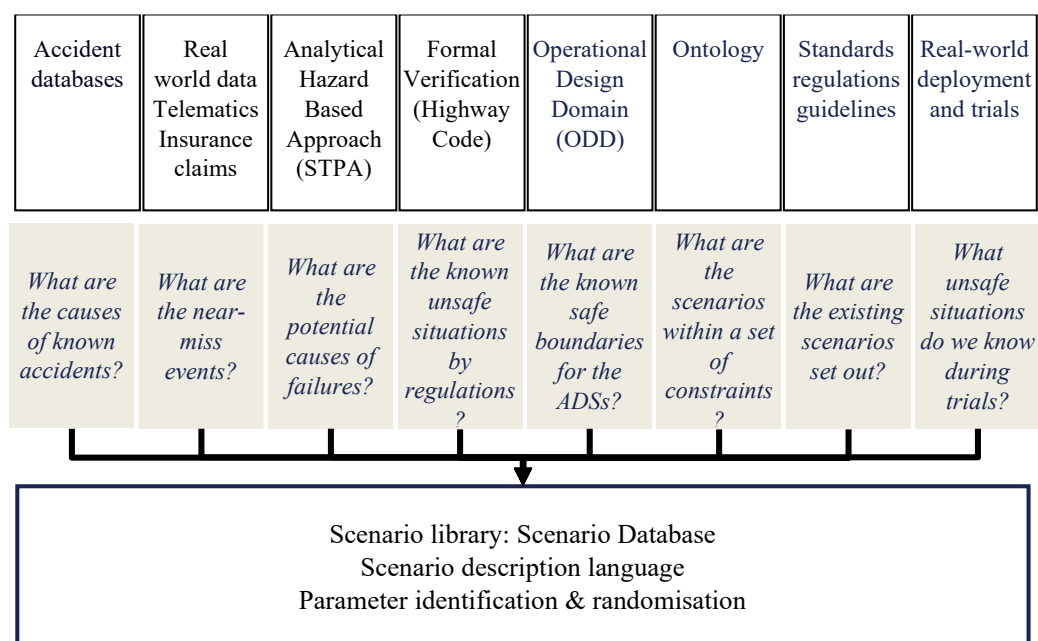 Accident
databases
Real
world data
Telematics
Insurance
claims
Analytical
Hazard
Based
Approach
(STPA)
Formal
Verification
(Highway
Code)
Operational
Design
Domain
(ODD)
Ontology
Standards
regulations
guidelines
Real-world
deployment
and trials
What are
the causes
of known
accidents?
What are
the near-
miss
events?
What are
the
potential
causes of
failures?
What are
the known
unsafe
situations
by
regulations
?
What are
the known
safe
boundaries
for the
ADSs?
What are
the
scenarios
within a set
of
constraints
?
What are
the existing
scenarios
set out?
What
unsafe
situations
do we know
during
trials?
Scenario library: Scenario Database
Scenario description language
Parameter identification & randomisation